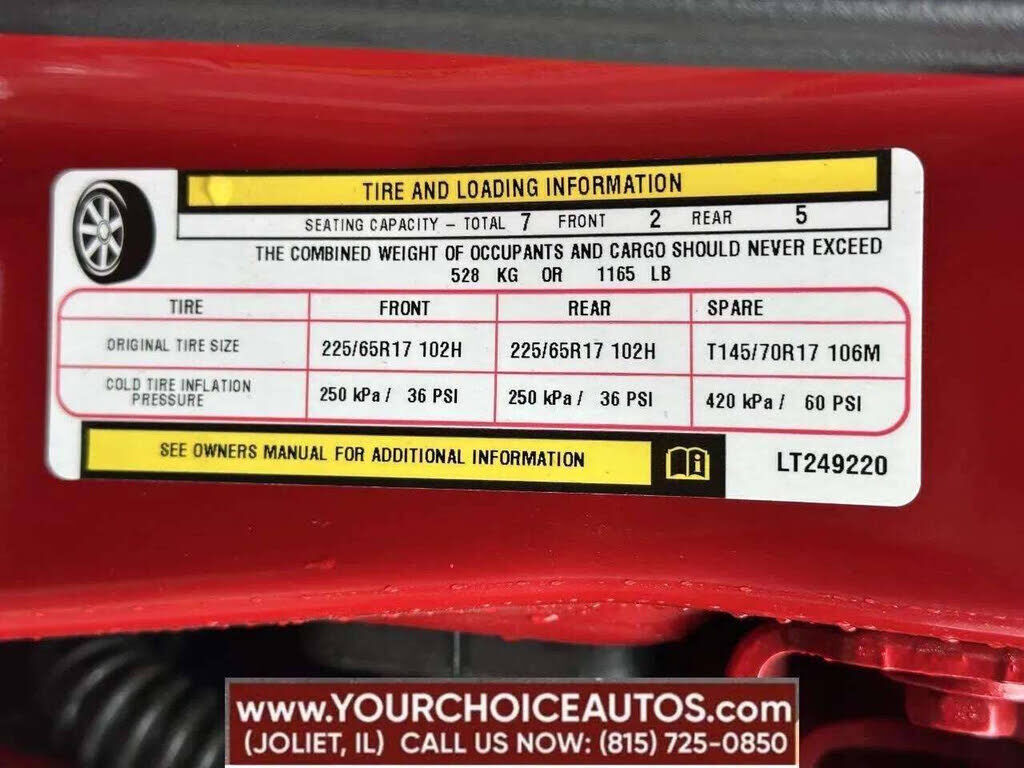 TIRE AND LOADING INFORMATION
SEATING CAPACITY – TOTAL 7 FRONT 2 REAR 5
THE COMBINED WEIGHT OF OCCUPANTS AND CARGO SHOULD NEVER EXCEED
528 KG OR 1165 LB
TIRE FRONT REAR SPARE
ORIGINAL TIRE SIZE 225/65R17 102H 225/65R17 102H T145/70R17 106M
COLD TIRE INFLATION
PRESSURE 250 kPa / 36 PSI 250 kPa / 36 PSI 420 kPa / 60 PSI
SEE OWNERS MANUAL FOR ADDITIONAL INFORMATION
LT249220
www.YOURCHOICEAUTOS.com
(JOLIET, IL) CALL US NOW: (815) 725-0850